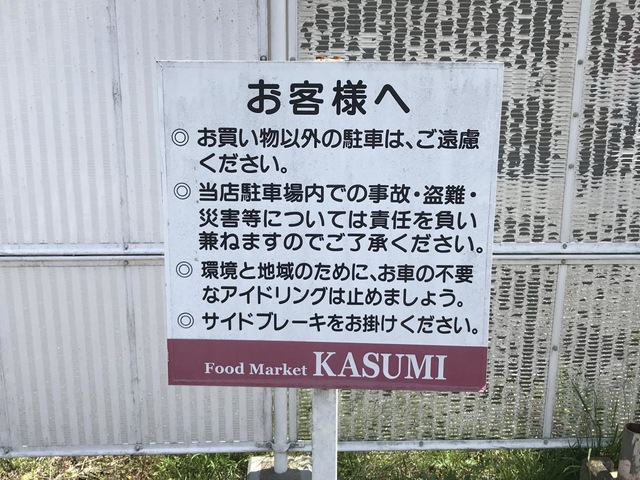 お客様へ
◎ お買い物以外の駐車は、ご遠慮
ください。
◎ 当店駐車場内での事故・盗難・
災害等については責任を負い
兼ねますのでご了承ください。
◎ 環境と地域のために、お車の不要
なアイドリングは止めましょう。
◎ サイドブレーキをお掛けください。
Food Market KASUMI